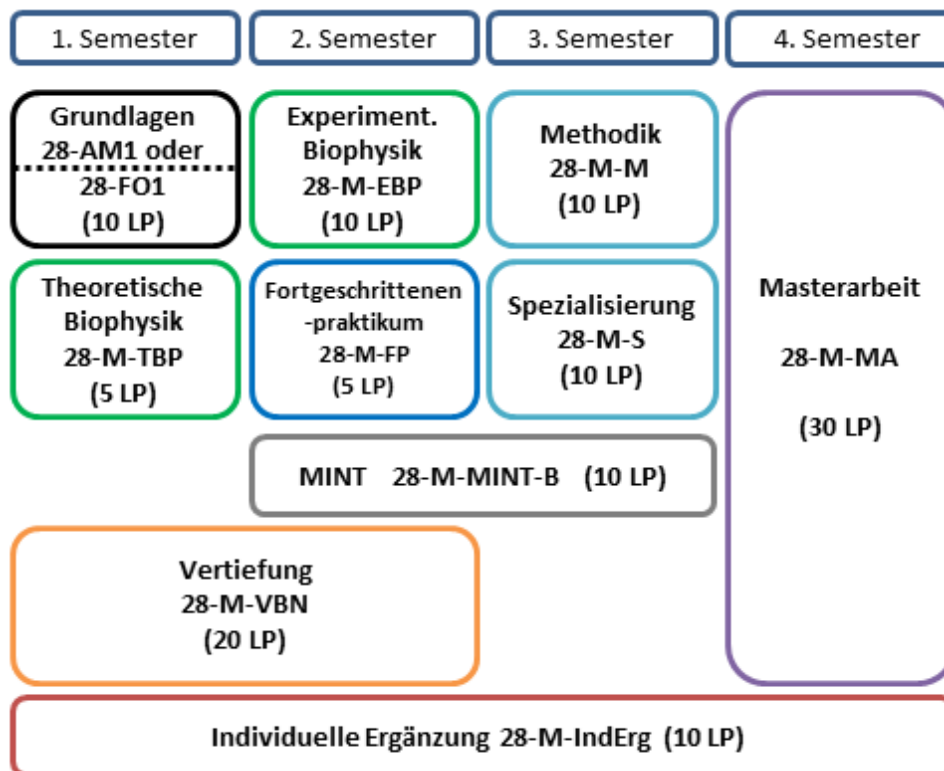 1. Semester
2. Semester
3. Semester
4. Semester
Grundlagen
28-AM1 oder
28-FO1
(10 LP)
Experiment.
Biophysik
28-M-EBP
(10 LP)
Methodik
28-M-M
(10 LP)
Masterarbeit
28-M-MA
(30 LP)
Theoretische
Biophysik
28-M-TBP
(5 LP)
Fortgeschrittenen
-praktikum
28-M-FP
(5 LP)
Spezialisierung
28-M-S
(10 LP)
MINT 28-M-MINT-B (10 LP)
Vertiefung
28-M-VBN
(20 LP)
Individuelle Ergänzung 28-M-IndErg (10 LP)